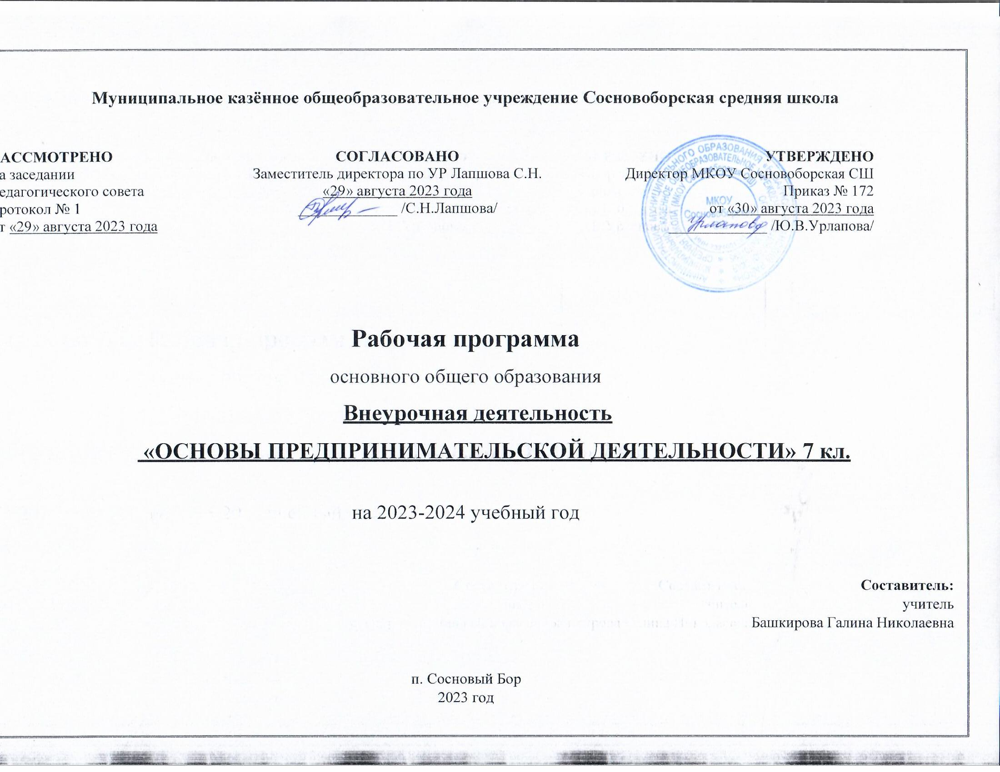 Муниципальное казённое общеобразовательное учреждение Сосновоборская средняя школа
АССМОТРЕНО
а заседании
едагогического совета
ротокол № 1
т «29» августа 2023 года
СОГЛАСОВАНО
Заместитель директора по УР Лапшова С.Н.
«29» августа 2023 года
/С.Н.Лапшова/
УТВЕРЖДЕНО
Директор МКОУ Сосновоборская СШ
Приказ № 172
от «30» августа 2023 года
Урлапова /Ю.В.Урлапова/
МКОУ
Рабочая программа
основного общего образования
Внеурочная деятельность
«ОСНОВЫ ПРЕДПРИНИМАТЕЛЬСКОЙ ДЕЯТЕЛЬНОСТИ» 7 кл.
на 2023-2024 учебный год
Составитель:
учитель
Башкирова Галина Николаевна
п. Сосновый Бор
2023 год